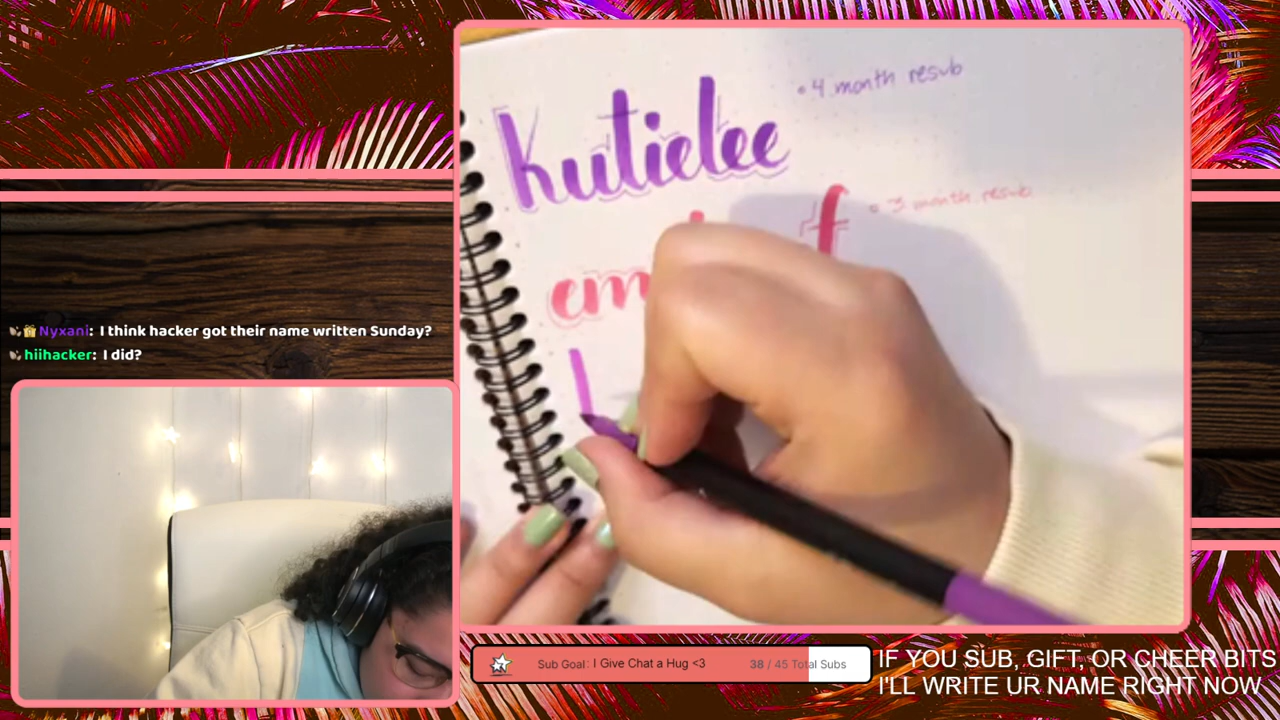 Kutielee
• 4 month resub
• 3 month resub
em
f
Nyxani: I think hacker got their name written Sunday?
hiihacker: I did?
Sub Goal: I Give Chat a Hug <3 38 / 45 Total Subs
IF YOU SUB, GIFT, OR CHEER BITS
I'LL WRITE UR NAME RIGHT NOW